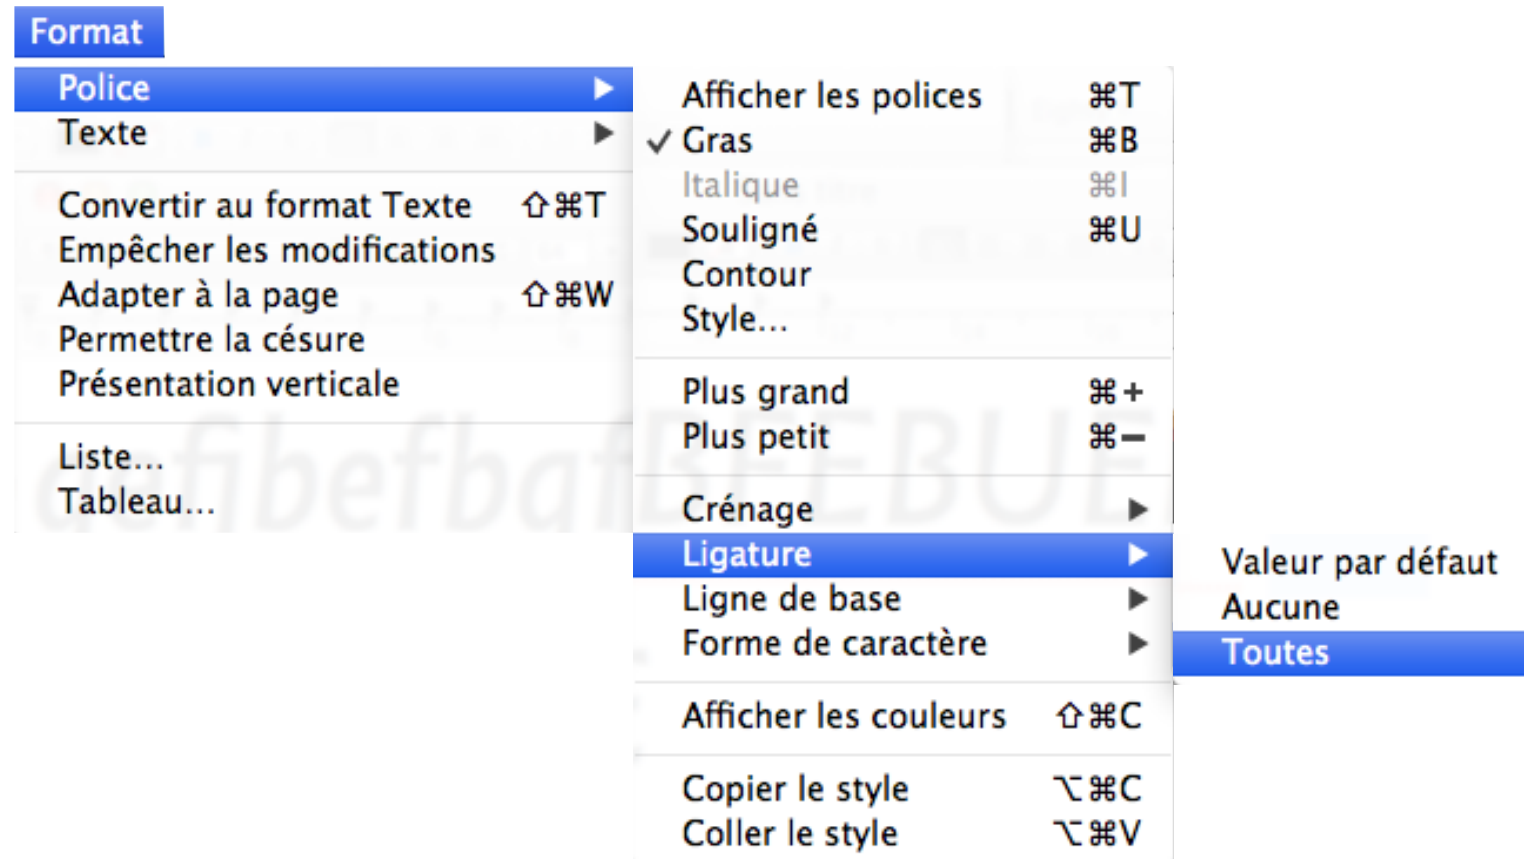 Format
Police ▶
Texte ▶
Convertir au format Texte ⇧⌘T
Empêcher les modifications
Adapter à la page ⇧⌘W
Permettre la césure
Présentation verticale
Liste...
Tableau...
Afficher les polices ⌘T
✓ Gras ⌘B
Italique ⌘I
Souligné ⌘U
Contour
Style...
Plus grand ⌘+
Plus petit ⌘−
Crénage ▶
Ligature ▶
Ligne de base ▶
Forme de caractère ▶
Afficher les couleurs ⇧⌘C
Copier le style ⌥⌘C
Coller le style ⌥⌘V
Valeur par défaut
Aucune
Toutes